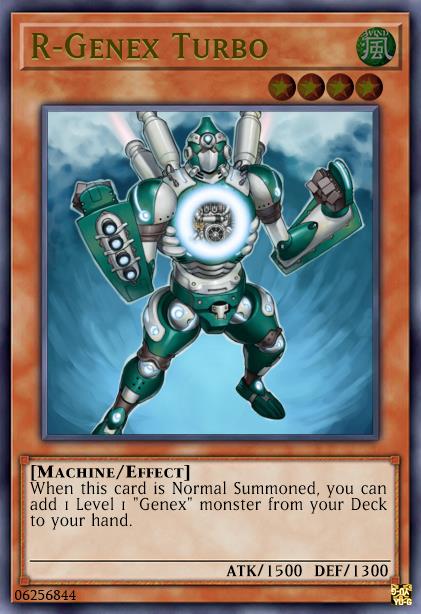 R-Genex Turbo
WIND
風
[Machine/Effect]
When this card is Normal Summoned, you can
add 1 Level 1 "Genex" monster from your Deck
to your hand.
ATK/1500 DEF/1300
06256844